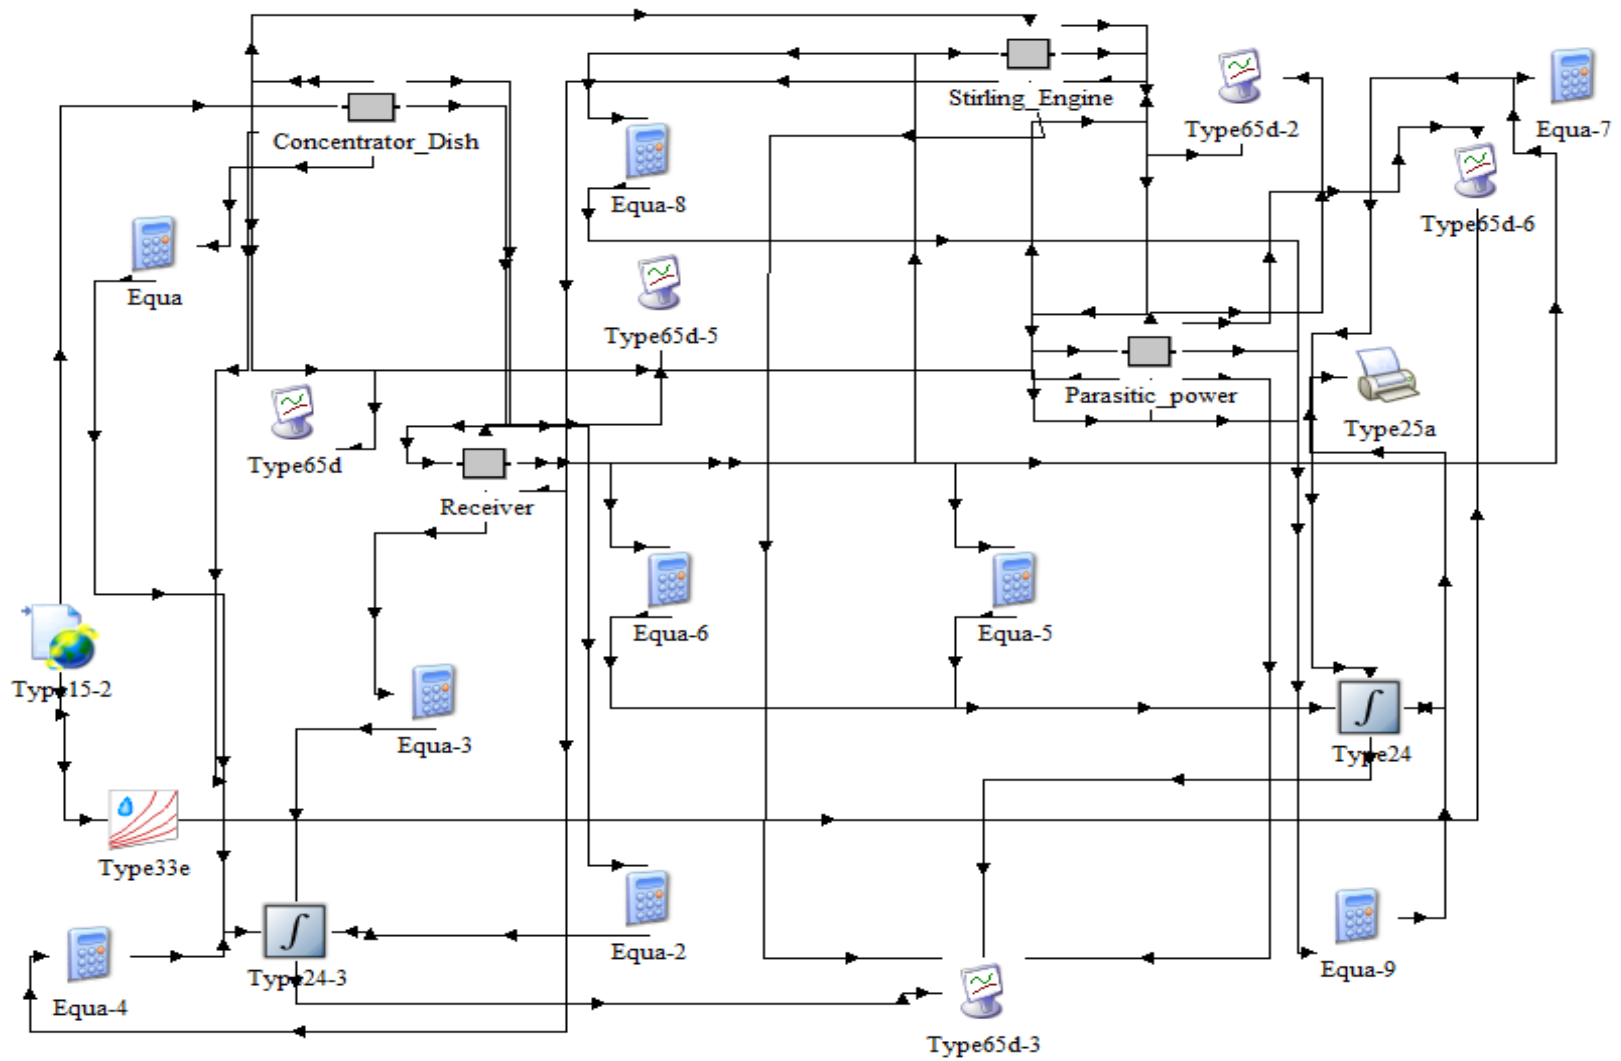 Stirling_Engine
Type65d-2
Equa-7
Concentrator_Dish
Equa-8
Type65d-6
Equa
Type65d-5
Parasitic_power
Type25a
Type65d
Receiver
Equa-6
Equa-5
Type15-2
Equa-3
Type24
Type33e
Equa-2
Equa-9
Type24-3
Equa-4
Type65d-3